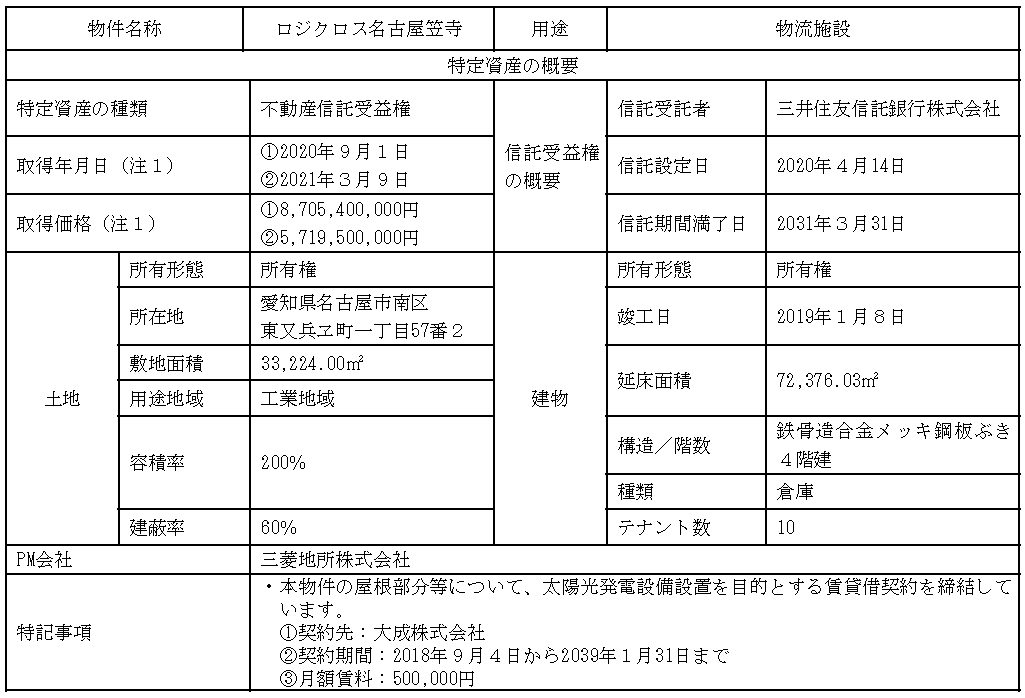 物件名称 ロジクロス名古屋笠寺 用途 物流施設
特定資産の概要
特定資産の種類 不動産信託受益権 信託受益権の概要 信託受託者 三井住友信託銀行株式会社
取得年月日（注１） ①2020年９月１日 信託設定日 2020年４月14日
②2021年３月９日
取得価格（注１） ①8,705,400,000円 信託期間満了日 2031年３月31日
②5,719,500,000円
土地 所有形態 所有権 建物 所有形態 所有権
所在地 愛知県名古屋市南区 竣工日 2019年１月８日
東又兵ヱ町一丁目57番２
敷地面積 33,224.00㎡ 延床面積 72,376.03㎡
用途地域 工業地域
容積率 200% 構造／階数 鉄骨造合金メッキ鋼板ぶき
４階建
種類 倉庫
建蔽率 60% テナント数 10
PM会社 三菱地所株式会社
特記事項 ・本物件の屋根部分等について、太陽光発電設備設置を目的とする賃貸借契約を締結して
います。
①契約先：大成株式会社
②契約期間：2018年９月４日から2039年１月31日まで
③月額賃料：500,000円